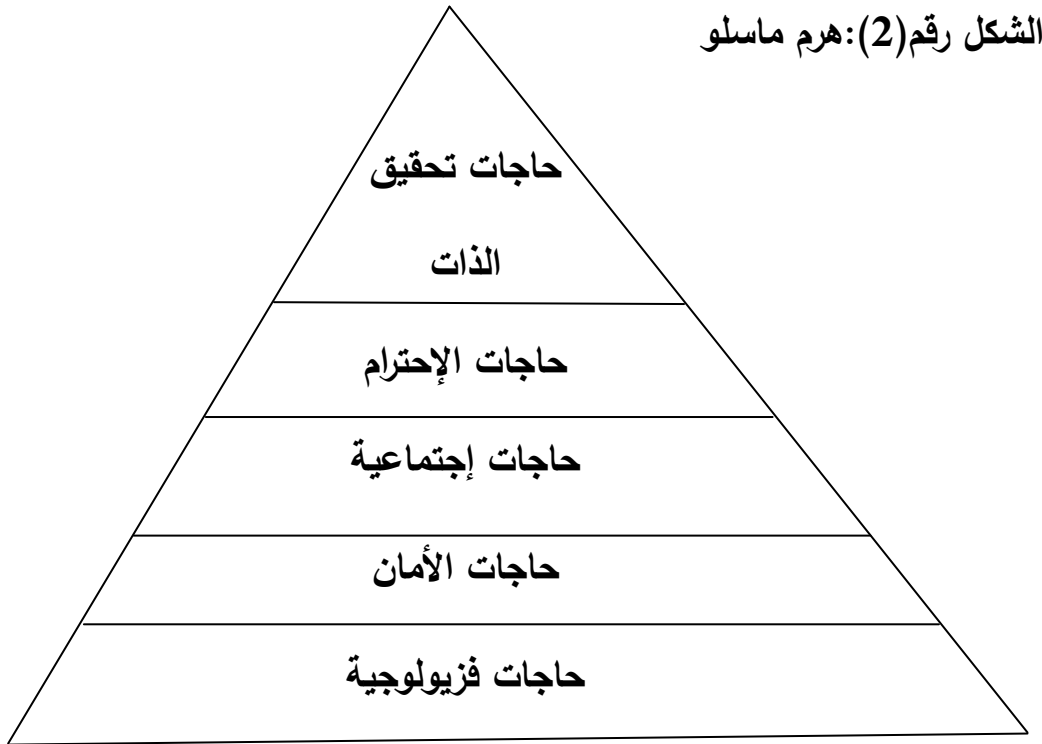 الشكل رقم(2):هرم ماسلو
حاجات تحقيق
الذات
حاجات الإحترام
حاجات إجتماعية
حاجات الأمان
حاجات فزيولوجية